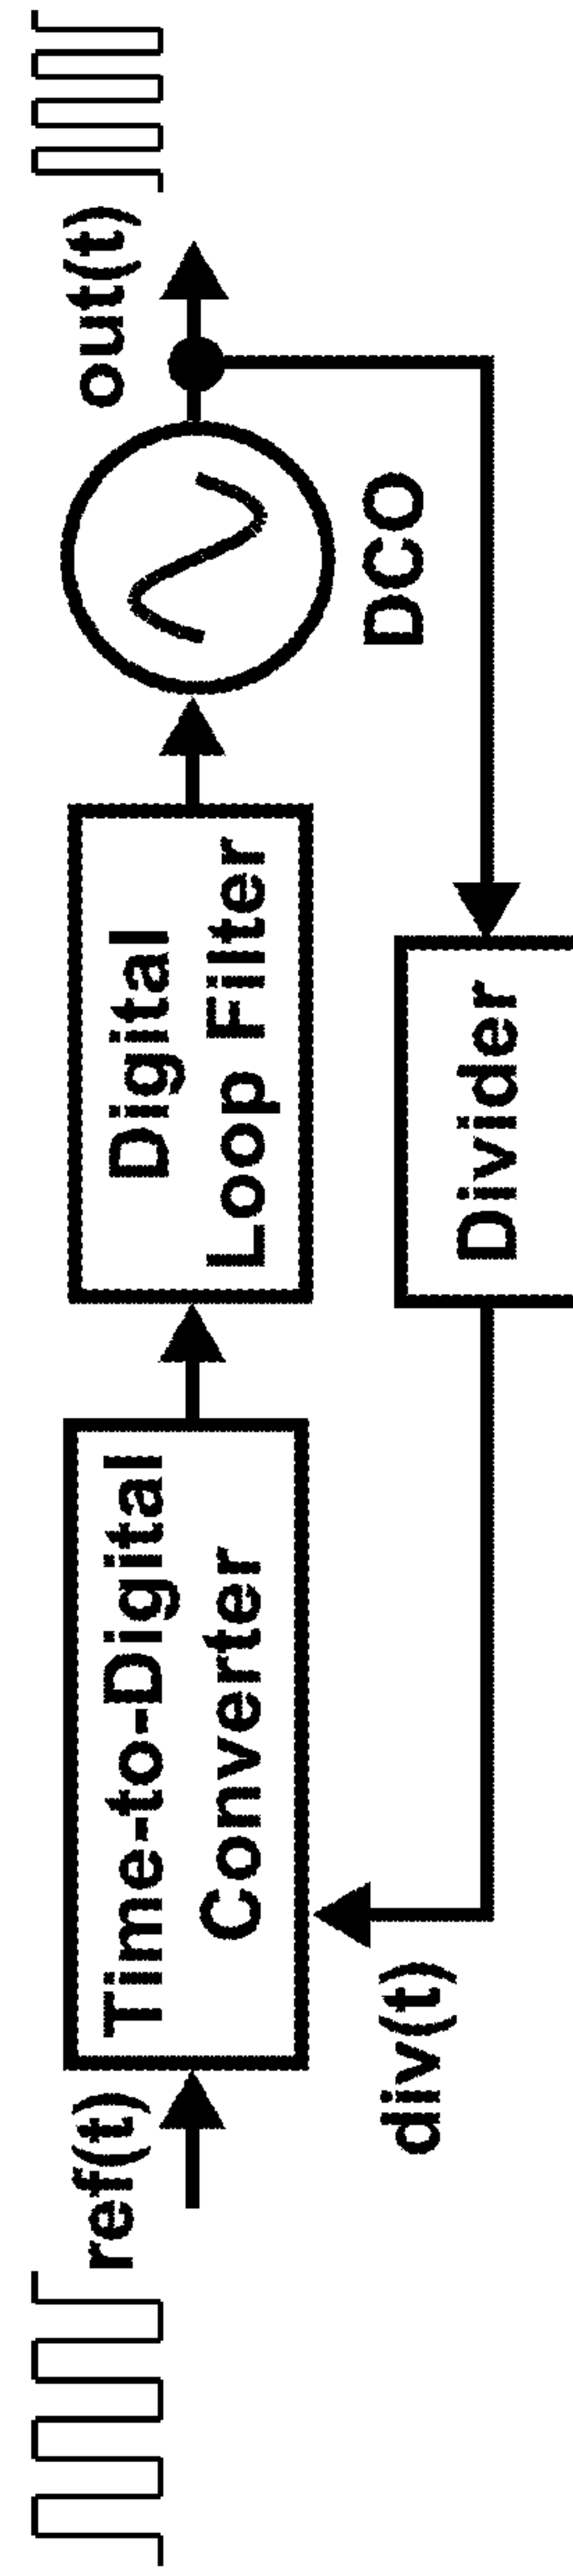 ref(t)
Time-to-Digital
Converter
Digital
Loop Filter
out(t)
DCO
div(t)
Divider